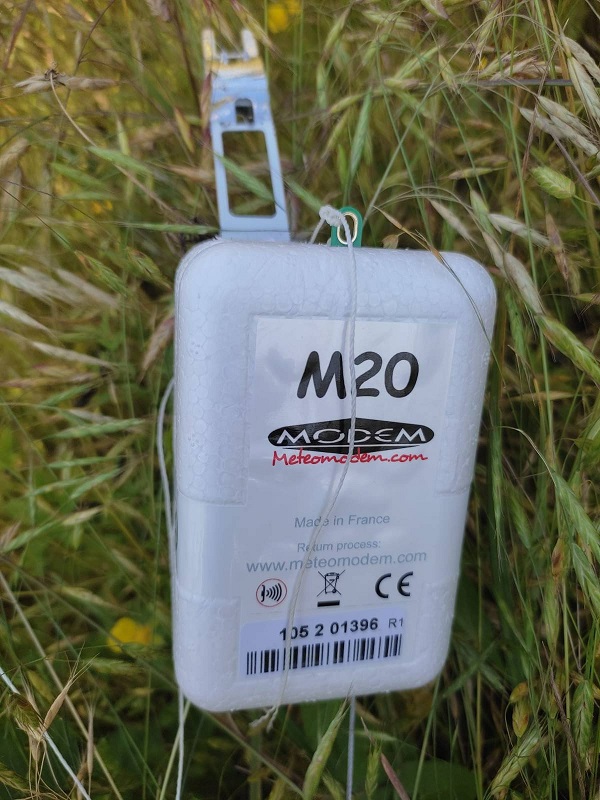 M20
MODEM
Meteomodem.com
Made in France
Return process:
www.meteomodem.com
CE
105 2 01396 R1